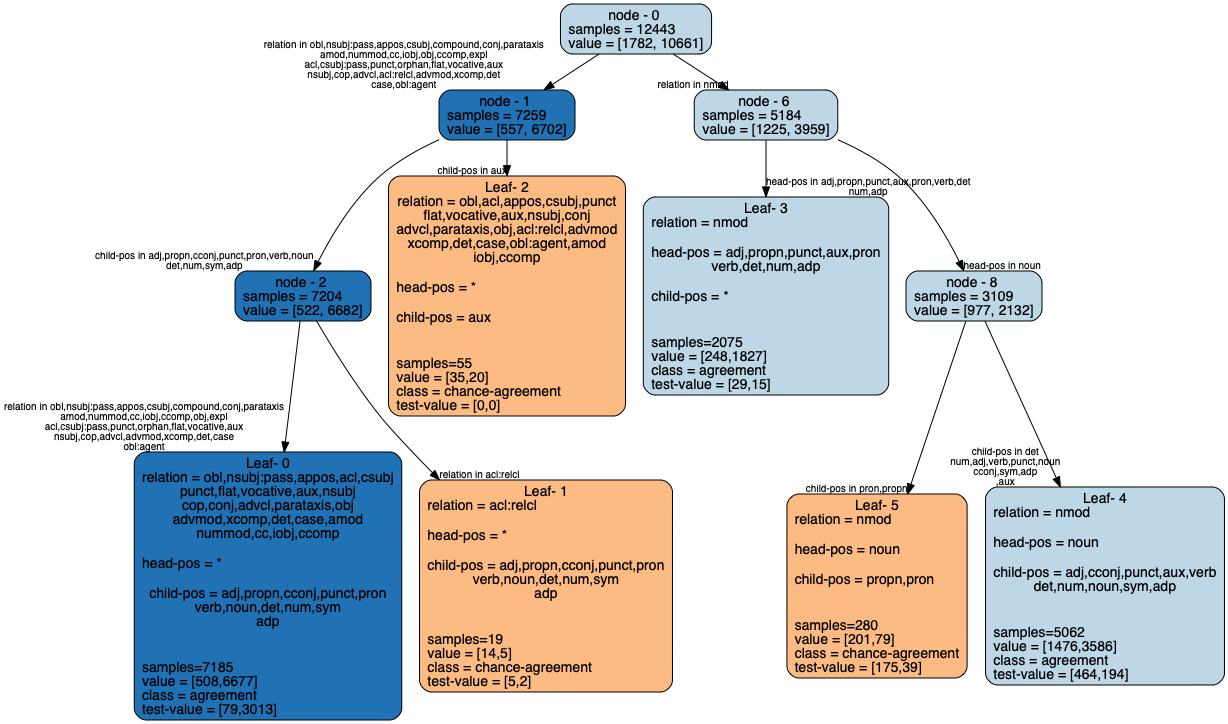 node - 0
samples = 12443
value = [1782, 10661]
relation in obl,nsubj:pass,appos,csubj,compound,conj,parataxis
amod,nummod,cc,iobj,obj,ccomp,expl
acl,csubj:pass,punct,orphan,flat,vocative,aux
nsubj,cop,advcl,acl:relcl,advmod,xcomp,det
case,obl:agent
relation in nmod
node - 1
samples = 7259
value = [557, 6702]
node - 6
samples = 5184
value = [1225, 3959]
child-pos in aux
Leaf- 2
relation = obl,acl,appos,csubj,punct
flat,vocative,aux,nsubj,conj
advcl,parataxis,obj,acl:relcl,advmod
xcomp,det,case,obl:agent,amod
iobj,ccomp
head-pos = *
child-pos = aux
samples=55
value = [35,20]
class = chance-agreement
test-value = [0,0]
head-pos in adj,propn,punct,aux,pron,verb,det
num,adp
Leaf- 3
relation = nmod
head-pos = adj,propn,punct,aux,pron
verb,det,num,adp
child-pos = *
samples=2075
value = [248,1827]
class = agreement
test-value = [29,15]
child-pos in adj,propn,cconj,punct,pron,verb,noun
det,num,sym,adp
node - 2
samples = 7204
value = [522, 6682]
head-pos in noun
node - 8
samples = 3109
value = [977, 2132]
relation in obl,nsubj:pass,appos,csubj,compound,conj,parataxis
amod,nummod,cc,iobj,ccomp,obj,expl
acl,csubj:pass,punct,orphan,flat,vocative,aux
nsubj,cop,advcl,advmod,xcomp,det,case
obl:agent
Leaf- 0
relation = obl,nsubj:pass,appos,acl,csubj
punct,flat,vocative,aux,nsubj
cop,conj,advcl,parataxis,obj
advmod,xcomp,det,case,amod
nummod,cc,iobj,ccomp
head-pos = *
child-pos = adj,propn,cconj,punct,pron
verb,noun,det,num,sym
adp
samples=7185
value = [508,6677]
class = agreement
test-value = [79,3013]
relation in acl:relcl
Leaf- 1
relation = acl:relcl
head-pos = *
child-pos = adj,propn,cconj,punct,pron
verb,noun,det,num,sym
adp
samples=19
value = [14,5]
class = chance-agreement
test-value = [5,2]
child-pos in pron,propn
Leaf- 5
relation = nmod
head-pos = noun
child-pos = propn,pron
samples=280
value = [201,79]
class = chance-agreement
test-value = [175,39]
child-pos in det
num,adj,verb,punct,noun
cconj,sym,adp
,aux
Leaf- 4
relation = nmod
head-pos = noun
child-pos = adj,cconj,punct,aux,verb
det,num,noun,sym,adp
samples=5062
value = [1476,3586]
class = agreement
test-value = [464,194]